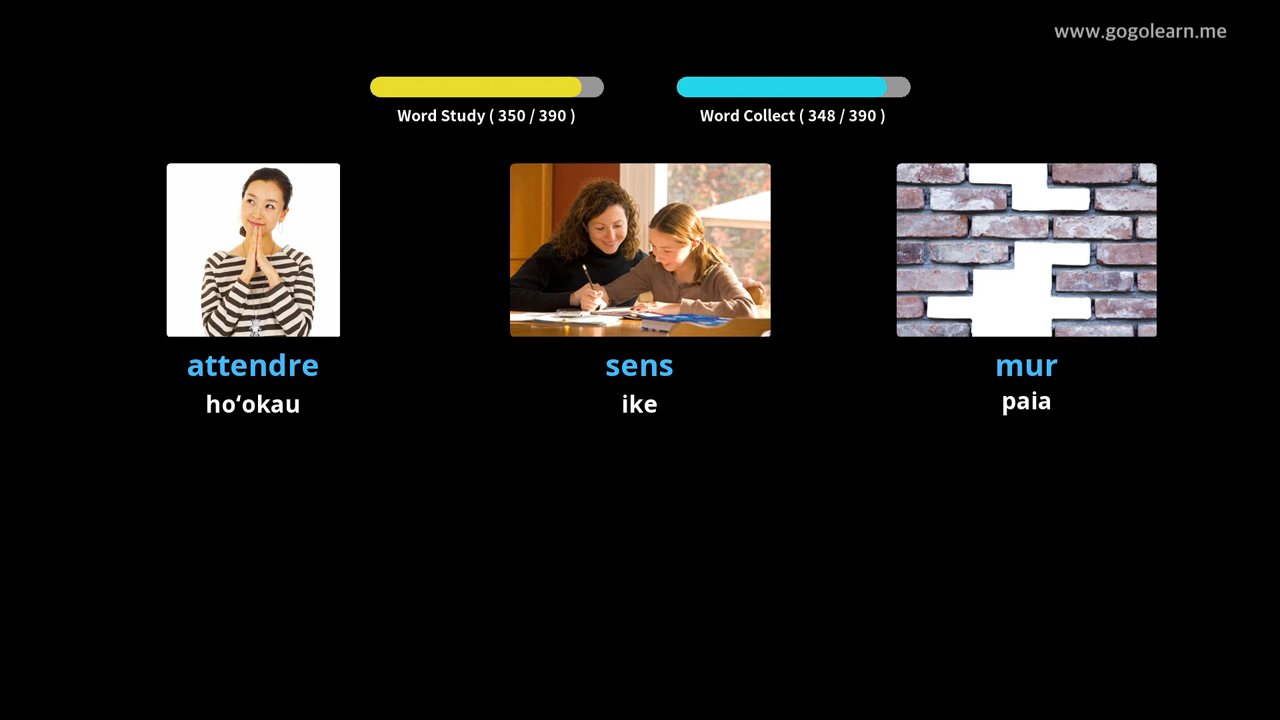 www.gogolearn.me
Word Study ( 350 / 390 )
Word Collect ( 348 / 390 )
attendre
hoʻokau
sens
ike
mur
paia